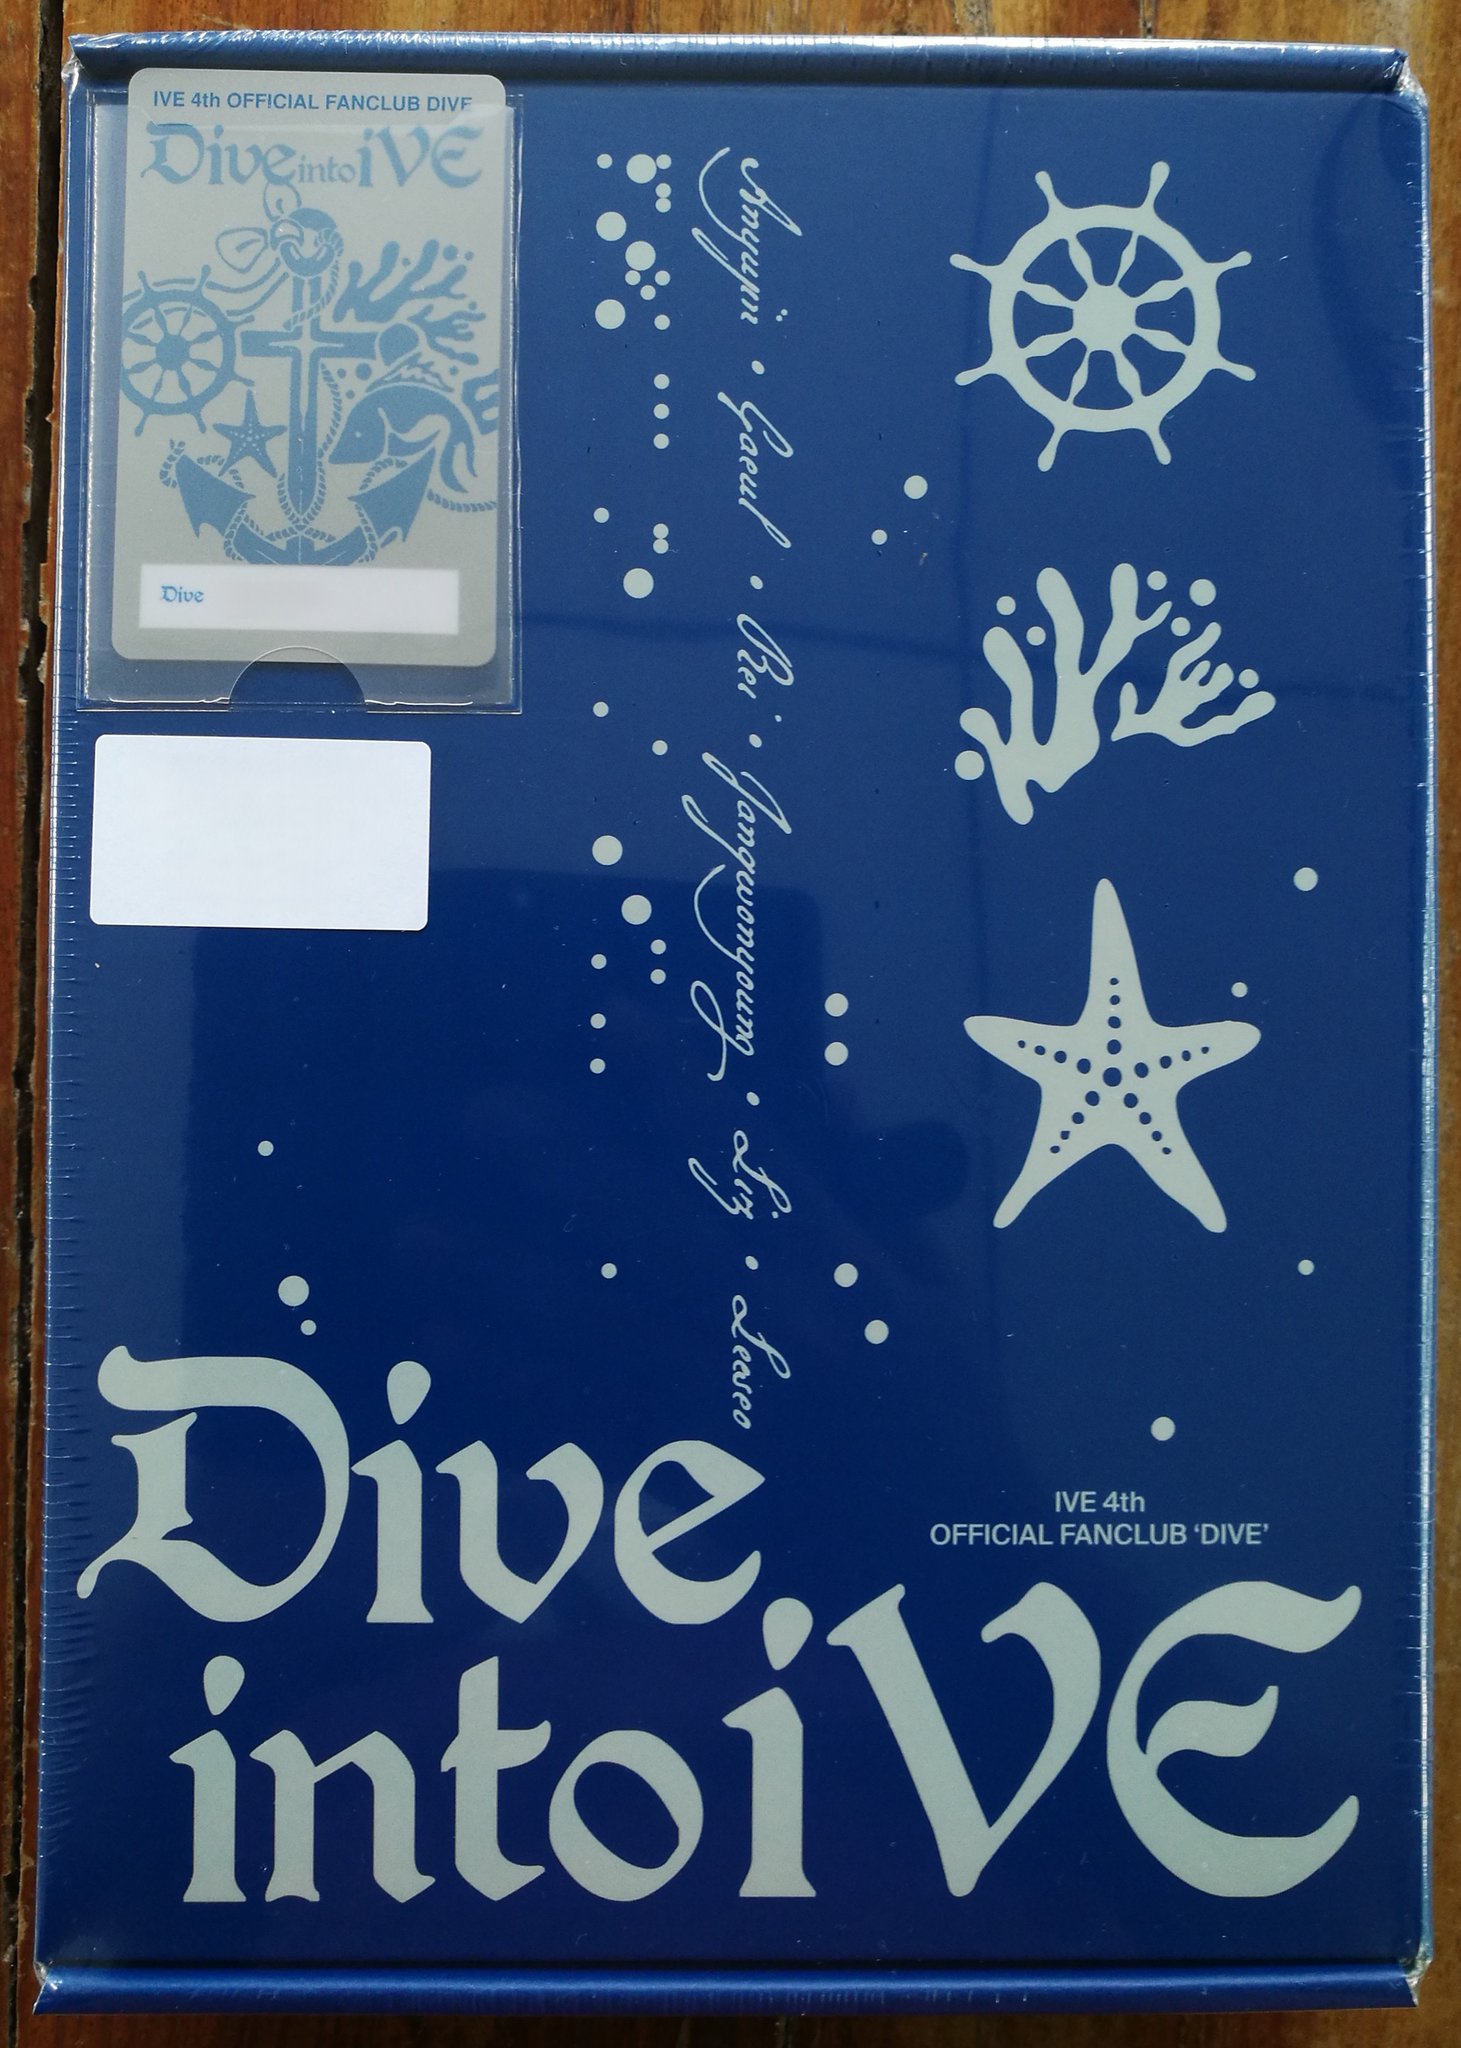 IVE 4th OFFICIAL FANCLUB DIVE
Dive into iVE
Dive
Anyujin • Gaeul • Rei • Jangwonyoung • Liz • Leeseo
IVE 4th
OFFICIAL FANCLUB ‘DIVE’
Dive
into iVE